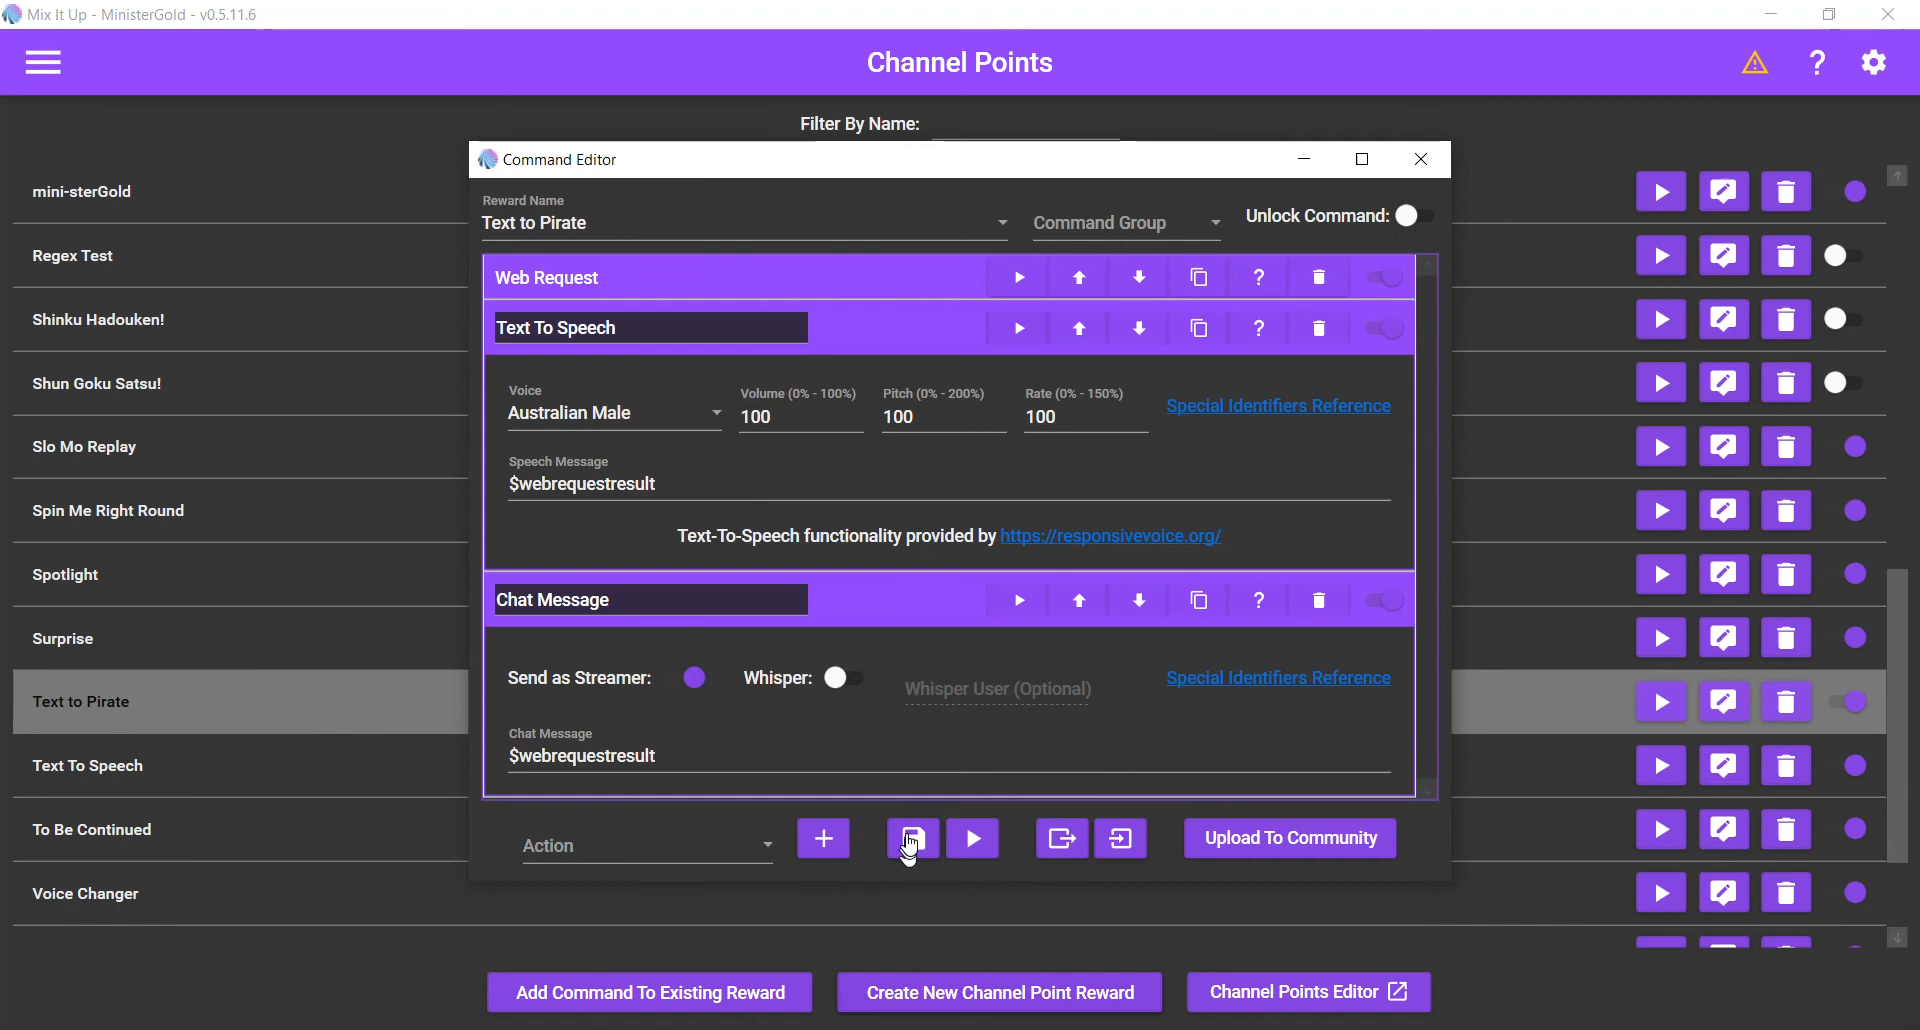 Mix It Up - MinisterGold - v0.5.11.6
Channel Points
?
Filter By Name:
Command Editor
Reward Name
Text to Pirate
Command Group
Unlock Command:
Web Request
?
Text To Speech
?
Voice
Australian Male
Volume (0% - 100%)
100
Pitch (0% - 200%)
100
Rate (0% - 150%)
100
Special Identifiers Reference
Speech Message
$webrequestresult
Text-To-Speech functionality provided by https://responsivevoice.org/
Chat Message
?
Send as Streamer:
Whisper:
Whisper User (Optional)
Special Identifiers Reference
Chat Message
$webrequestresult
Action
Upload To Community
mini-sterGold
Regex Test
Shinku Hadouken!
Shun Goku Satsu!
Slo Mo Replay
Spin Me Right Round
Spotlight
Surprise
Text to Pirate
Text To Speech
To Be Continued
Voice Changer
Add Command To Existing Reward
Create New Channel Point Reward
Channel Points Editor